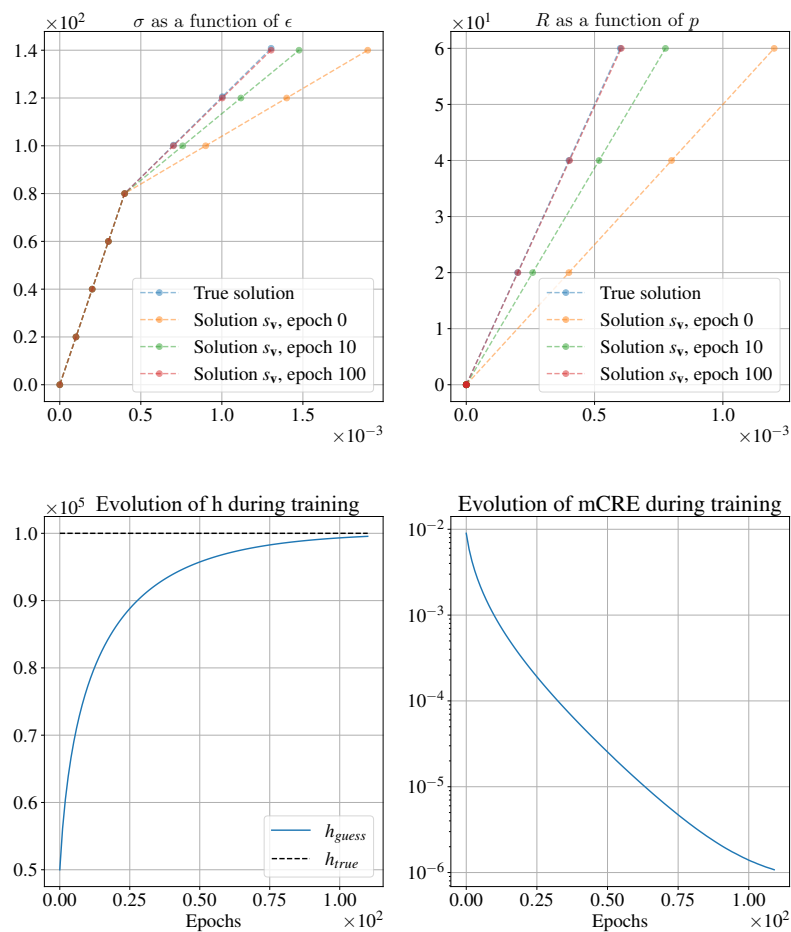 ×10² σ as a function of ϵ
1.4
1.2
1.0
0.8
0.6
0.4
0.2
0.0
True solution
Solution s_v, epoch 0
Solution s_v, epoch 10
Solution s_v, epoch 100
0.0 0.5 1.0 1.5
×10⁻³
×10¹ R as a function of p
6
5
4
3
2
1
0
True solution
Solution s_v, epoch 0
Solution s_v, epoch 10
Solution s_v, epoch 100
0.0 0.5 1.0
×10⁻³
×10⁵ Evolution of h during training
1.0
0.9
0.8
0.7
0.6
0.5
h_guess
h_true
0.00 0.25 0.50 0.75 1.00
Epochs ×10²
Evolution of mCRE during training
10⁻²
10⁻³
10⁻⁴
10⁻⁵
10⁻⁶
0.00 0.25 0.50 0.75 1.00
Epochs ×10²